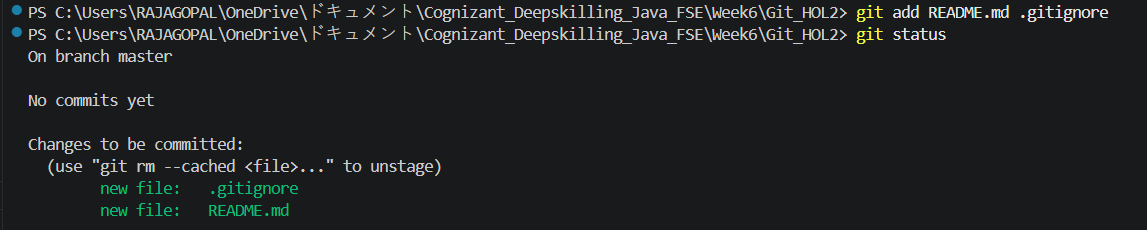 PS C:\Users\RAJAGOPAL\OneDrive\ドキュメント\Cognizant_Deepskilling_Java_FSE\Week6\Git_HOL2> git add README.md .gitignore
PS C:\Users\RAJAGOPAL\OneDrive\ドキュメント\Cognizant_Deepskilling_Java_FSE\Week6\Git_HOL2> git status
On branch master
No commits yet
Changes to be committed:
(use "git rm --cached <file>..." to unstage)
new file: .gitignore
new file: README.md